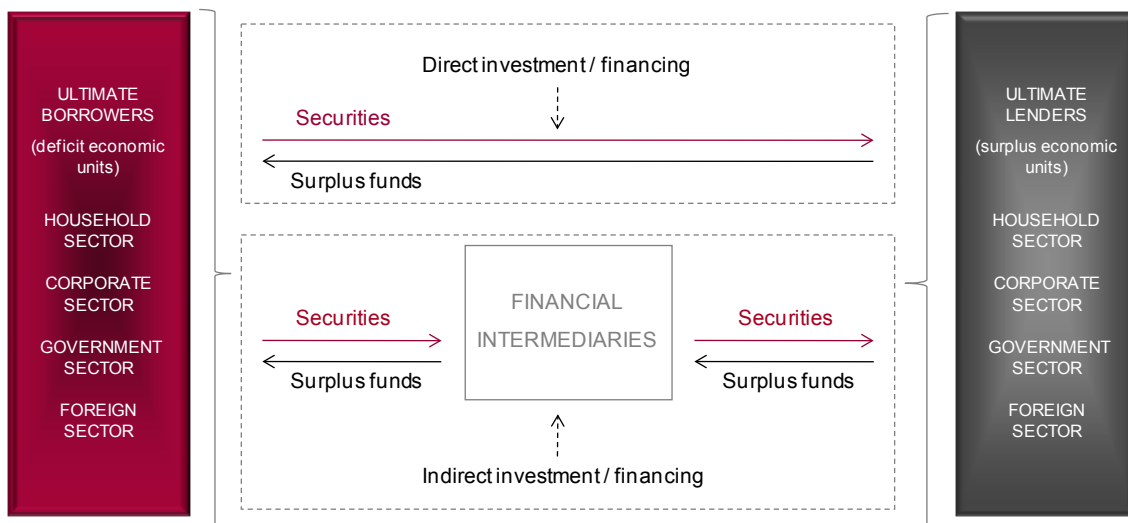 ULTIMATE
BORROWERS
(deficit economic
units)
HOUSEHOLD
SECTOR
CORPORATE
SECTOR
GOVERNMENT
SECTOR
FOREIGN
SECTOR
Direct investment / financing
Securities
Surplus funds
Securities
Surplus funds
FINANCIAL
INTERMEDIARIES
Securities
Surplus funds
Indirect investment / financing
ULTIMATE
LENDERS
(surplus economic
units)
HOUSEHOLD
SECTOR
CORPORATE
SECTOR
GOVERNMENT
SECTOR
FOREIGN
SECTOR